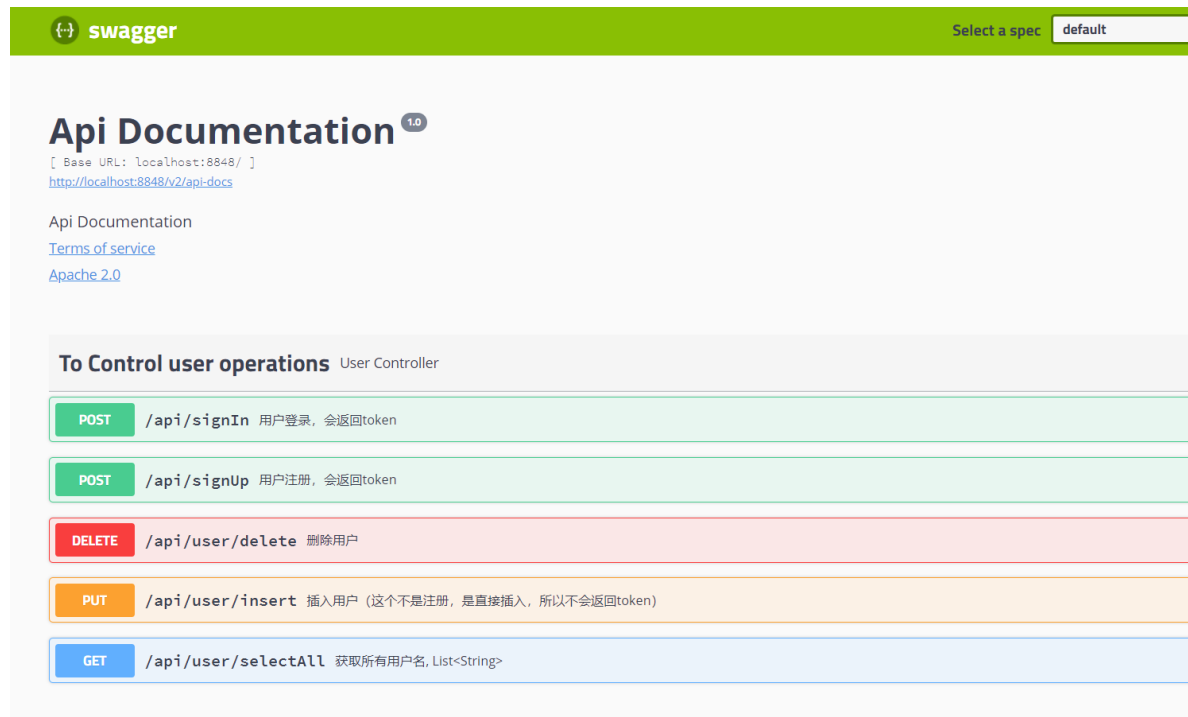 swagger
Select a spec default
Api Documentation 1.0
[ Base URL: localhost:8848/ ]
http://localhost:8848/v2/api-docs
Api Documentation
Terms of service
Apache 2.0
To Control user operations User Controller
POST /api/signIn 用户登录，会返回token
POST /api/signUp 用户注册，会返回token
DELETE /api/user/delete 删除用户
PUT /api/user/insert 插入用户（这个不是注册，是直接插入，所以不会返回token）
GET /api/user/selectAll 获取所有用户名, List<String>